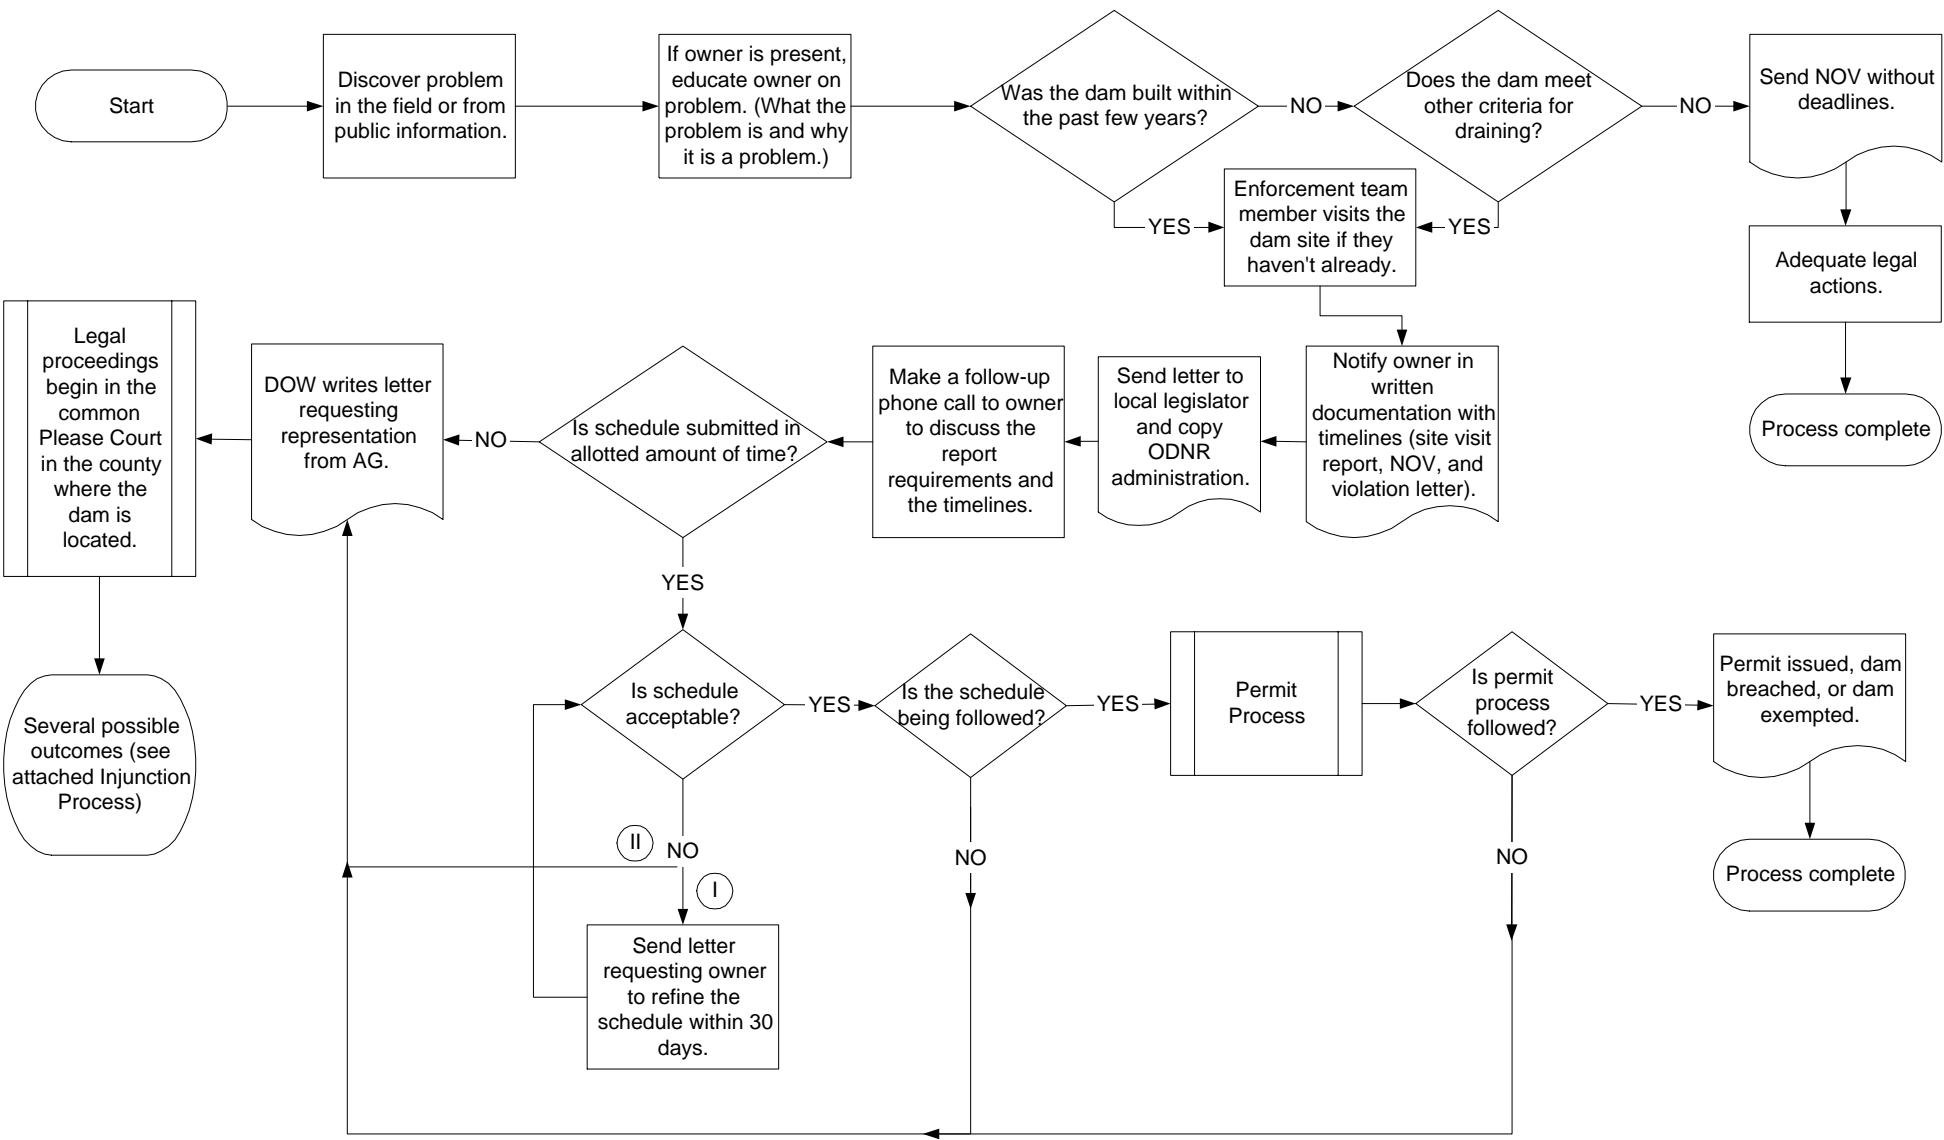 Start
Discover problem
in the field or from
public information.
If owner is present,
educate owner on
problem. (What the
problem is and why
it is a problem.)
Was the dam built within
the past few years?
NO
Does the dam meet
other criteria for
draining?
NO
Send NOV without
deadlines.
YES
Enforcement team
member visits the
dam site if they
haven't already.
YES
Adequate legal
actions.
Process complete
Legal
proceedings
begin in the
common
Please Court
in the county
where the
dam is
located.
DOW writes letter
requesting
representation
from AG.
NO
Is schedule submitted in
allotted amount of time?
Make a follow-up
phone call to owner
to discuss the
report
requirements and
the timelines.
Send letter to
local legislator
and copy
ODNR
administration.
Notify owner in
written
documentation with
timelines (site visit
report, NOV, and
violation letter).
YES
Several possible
outcomes (see
attached Injunction
Process)
Is schedule
acceptable?
YES
Is the schedule
being followed?
YES
Permit
Process
Is permit
process
followed?
YES
Permit issued, dam
breached, or dam
exempted.
II
NO
I
NO
NO
Process complete
Send letter
requesting owner
to refine the
schedule within 30
days.